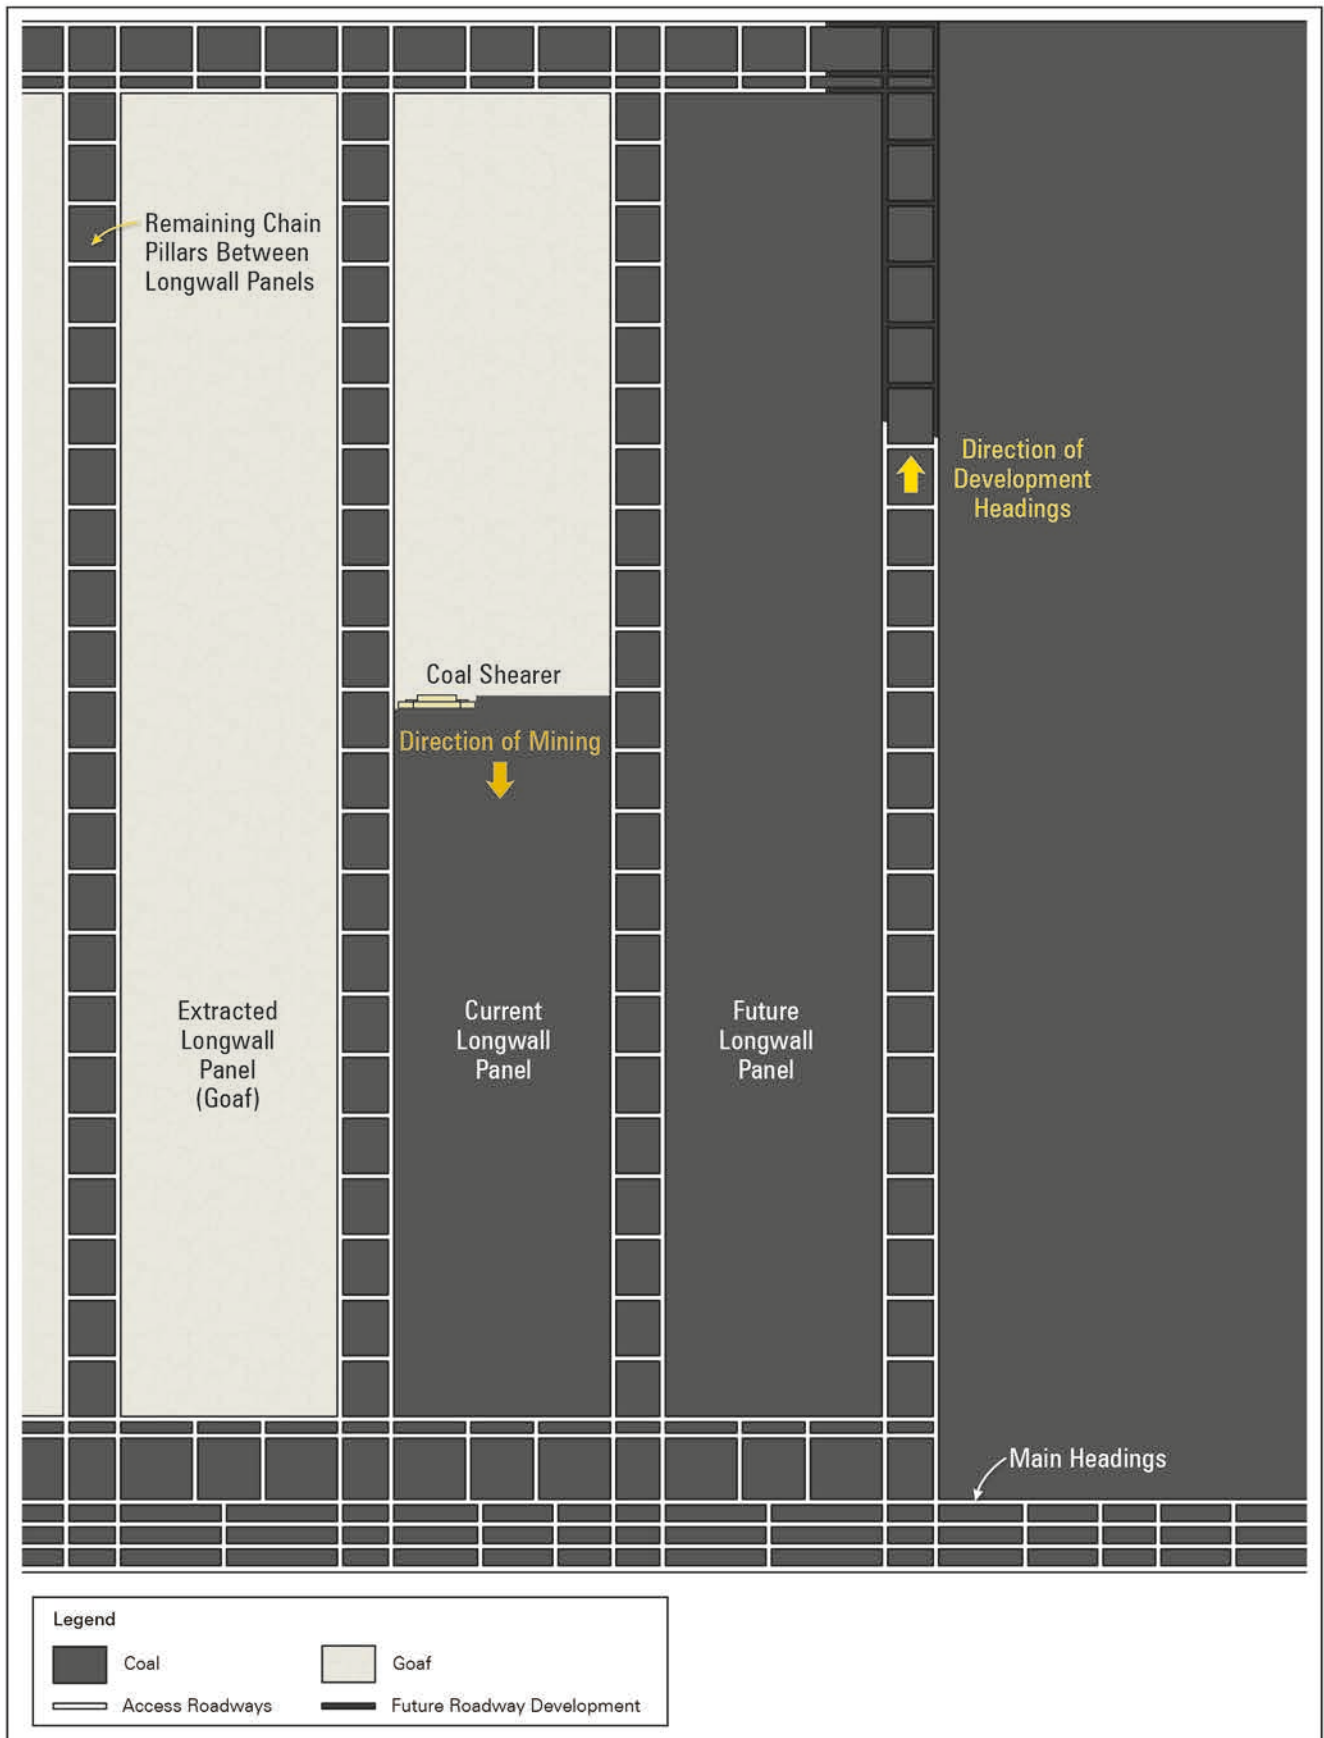 Remaining Chain
Pillars Between
Longwall Panels
Direction of
Development
Headings
Coal Shearer
Direction of Mining
Extracted
Longwall
Panel
(Goaf)
Current
Longwall
Panel
Future
Longwall
Panel
Main Headings
Legend
Coal
Goaf
Access Roadways
Future Roadway Development